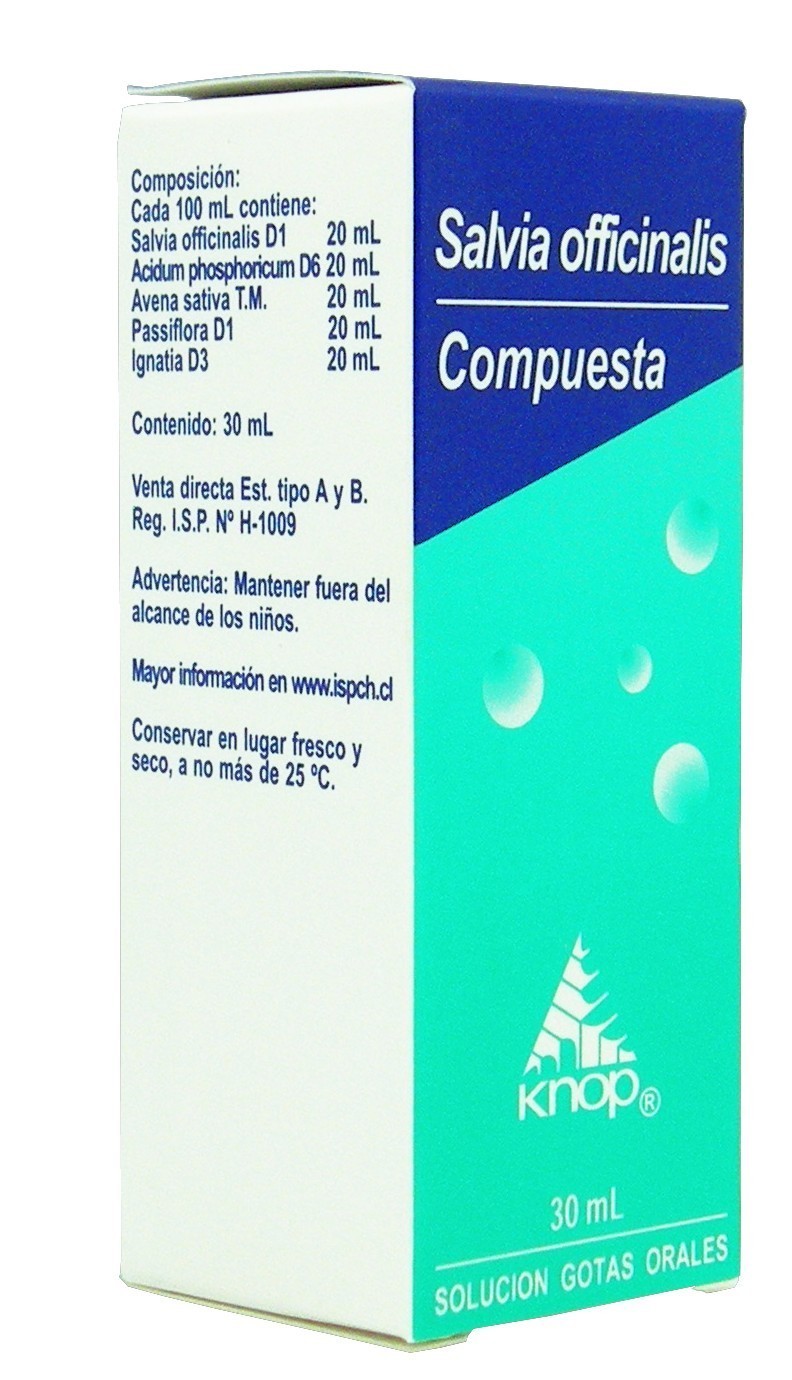 Composición:
Cada 100 mL contiene:
Salvia officinalis D1 20 mL
Acidum phosphoricum D6 20 mL
Avena sativa T.M. 20 mL
Passiflora D1 20 mL
Ignatia D3 20 mL
Contenido: 30 mL
Venta directa Est. tipo A y B.
Reg. I.S.P. Nº H-1009
Advertencia: Mantener fuera del
alcance de los niños.
Mayor información en www.ispch.cl
Conservar en lugar fresco y
seco, a no más de 25 ºC.
Salvia officinalis
Compuesta
Knop®
30 mL
SOLUCION GOTAS ORALES